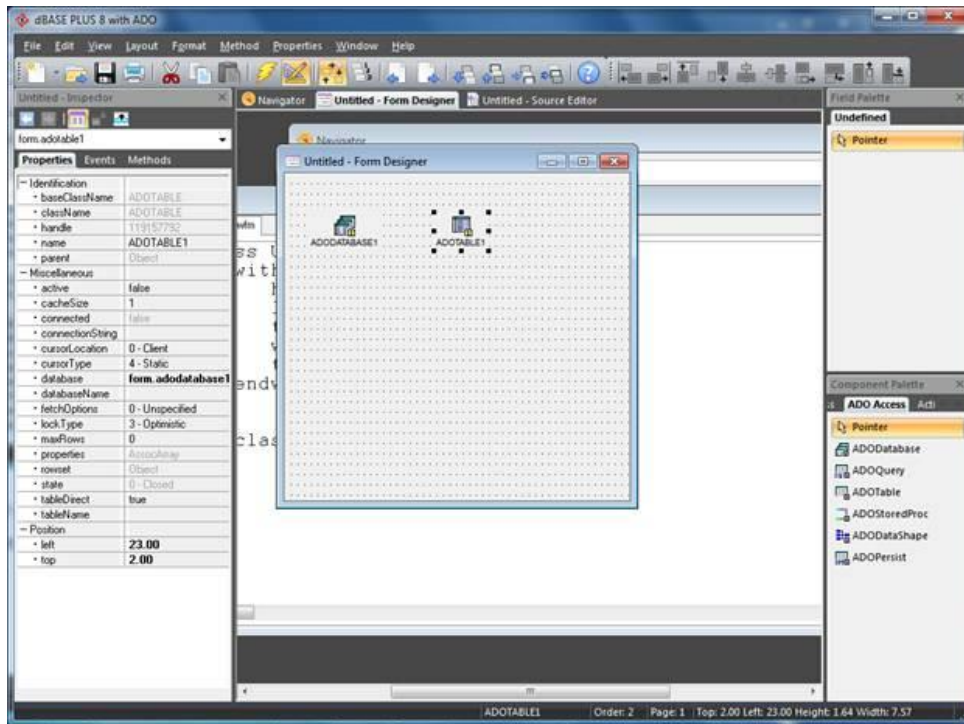 dBASE PLUS 8 with ADO
File Edit View Layout Format Method Properties Window Help
Untitled - Inspector
form.adotable1
Properties Events Methods
Identification
baseClassName ADOTABLE
className ADOTABLE
handle 119157792
name ADOTABLE1
parent Object
Miscellaneous
active false
cacheSize 1
connected false
connectionString
cursorLocation 0 - Client
cursorType 4 - Static
database form.adodatabase1
databaseName
fetchOptions 0 - Unspecified
lockType 3 - Optimistic
maxRows 0
properties AssocArray
rowset Object
state 0 - Closed
tableDirect true
tableName
Position
left 23.00
top 2.00
Navigator Untitled - Form Designer Untitled - Source Editor
Navigator
Untitled - Form Designer
ADODATABASE1 ADOTABLE1
ss U
with
endw
clas
Field Palette
Undefined
Pointer
Component Palette
s ADO Access Acti
Pointer
ADODatabase
ADOQuery
ADOTable
ADOStoredProc
ADODataShape
ADOPersist
ADOTABLE1 Order: 2 Page: 1 Top: 2.00 Left: 23.00 Height: 1.64 Width: 7.57